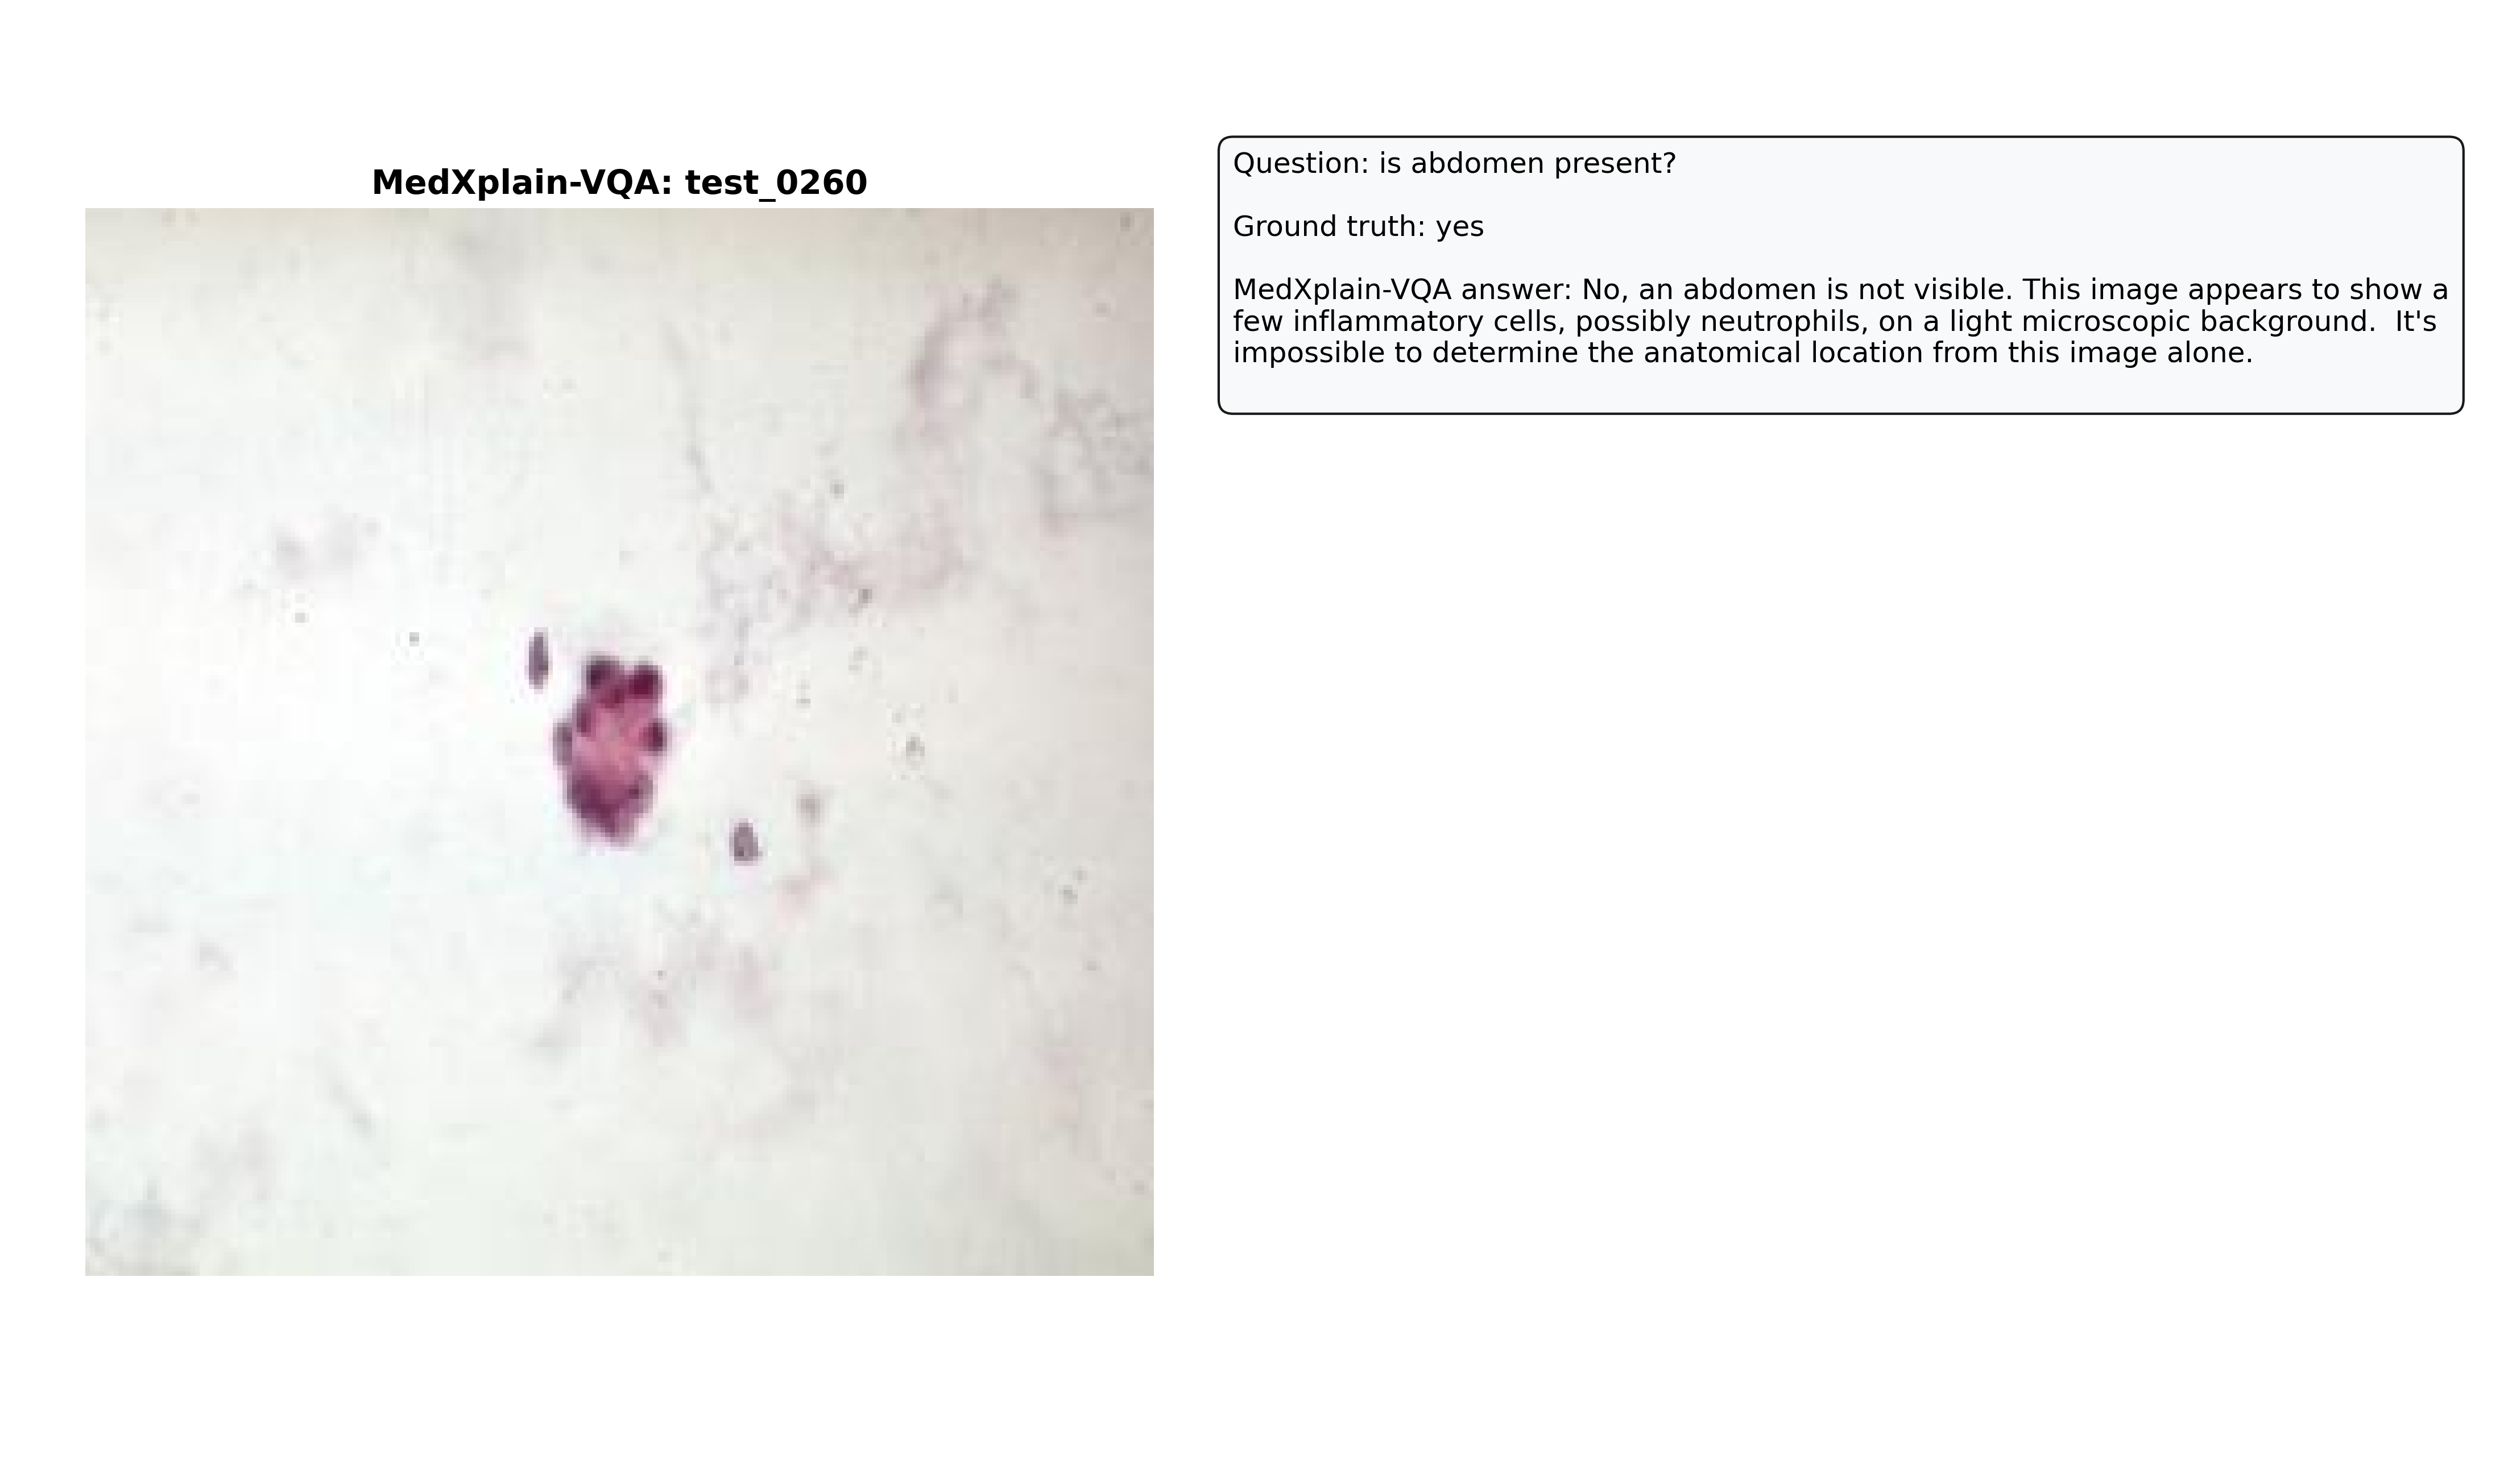 MedXplain-VQA: test_0260
Question: is abdomen present?
Ground truth: yes
MedXplain-VQA answer: No, an abdomen is not visible. This image appears to show a
few inflammatory cells, possibly neutrophils, on a light microscopic background.  It's
impossible to determine the anatomical location from this image alone.